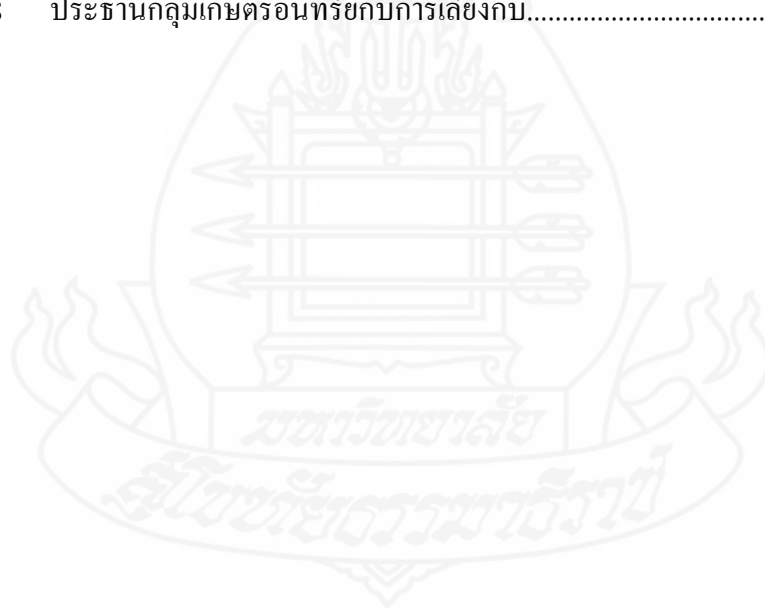 ประธานกลุ่มเกษตรอินทรีย์กับการเลี้ยงกบ..................................
มหาวิทยาลัย
สุโขทัยธรรมาธิราช